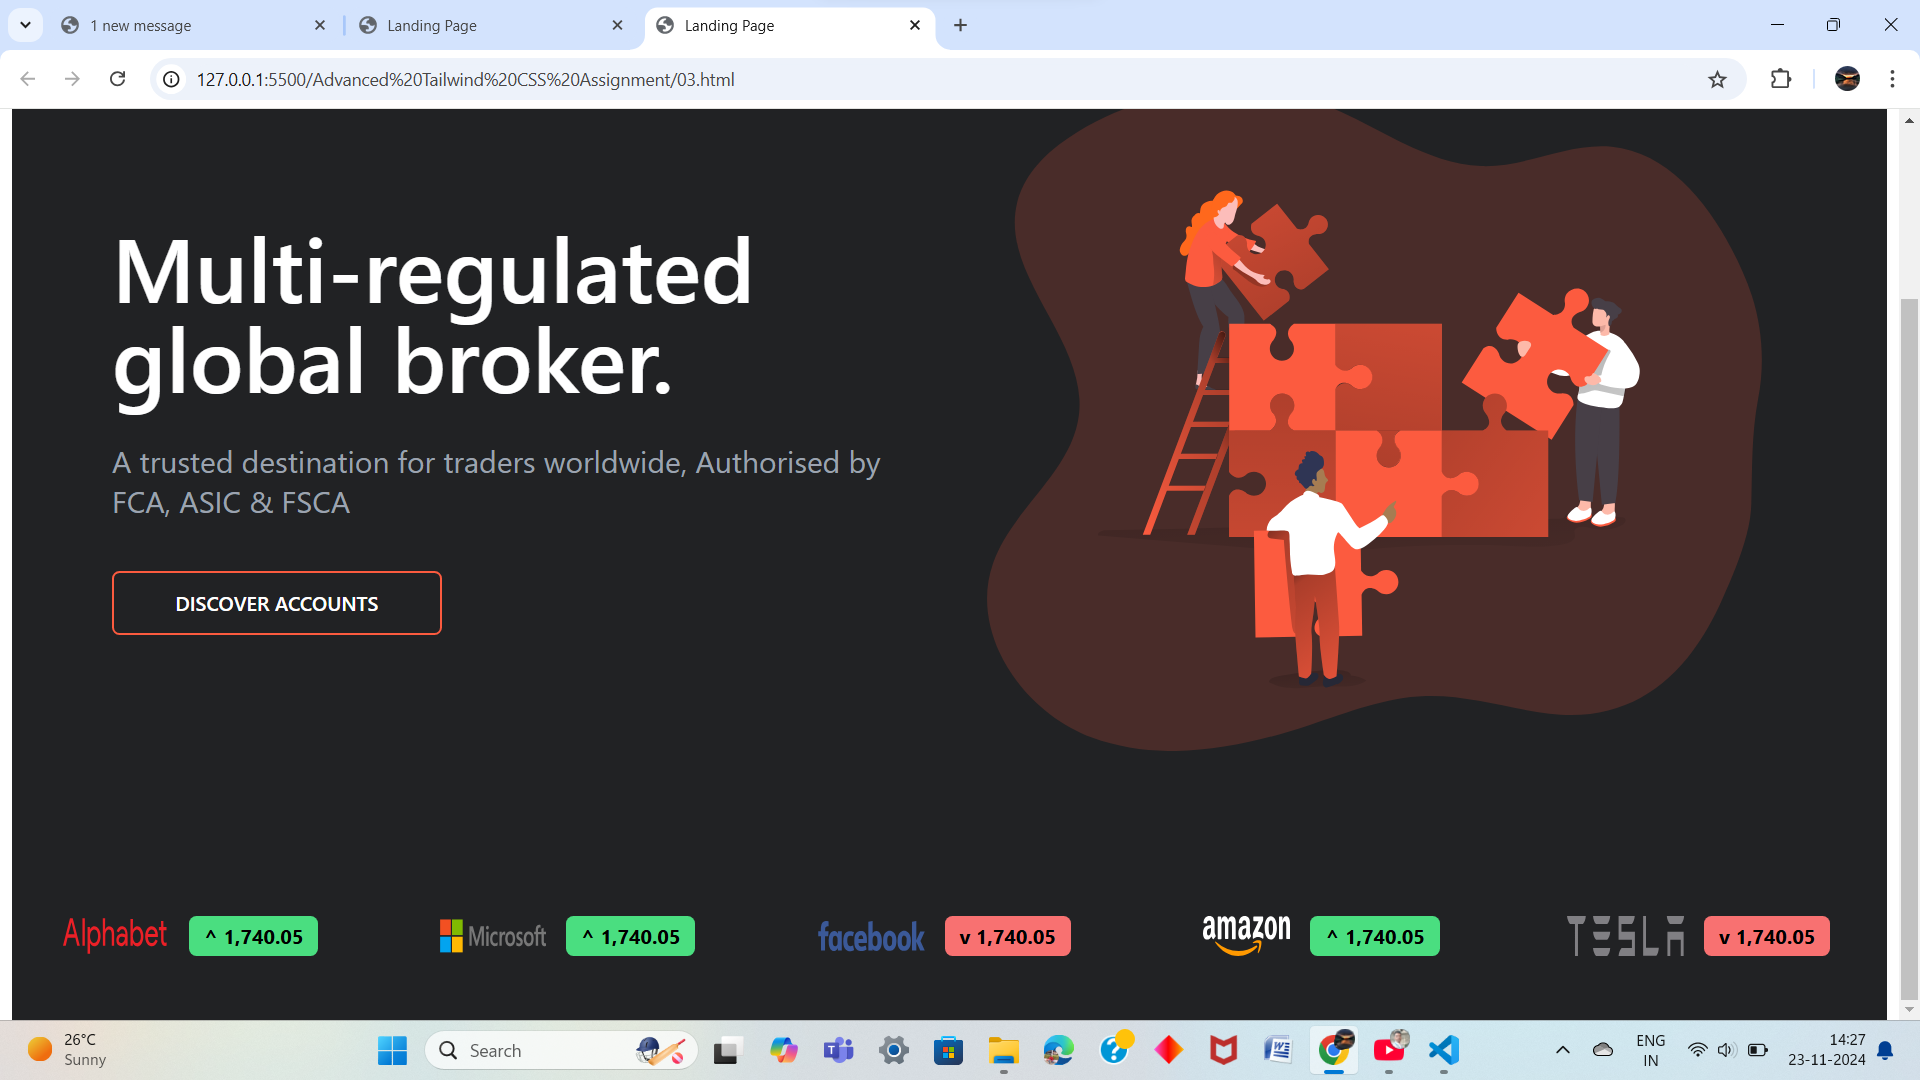 1 new message
Landing Page
Landing Page
127.0.0.1:5500/Advanced%20Tailwind%20CSS%20Assignment/03.html
Multi-regulated
global broker.
A trusted destination for traders worldwide, Authorised by
FCA, ASIC & FSCA
DISCOVER ACCOUNTS
Alphabet ^ 1,740.05 Microsoft ^ 1,740.05 facebook v 1,740.05 amazon ^ 1,740.05 TESLA v 1,740.05
26°C
Sunny
Search
ENG
IN
14:27
23-11-2024